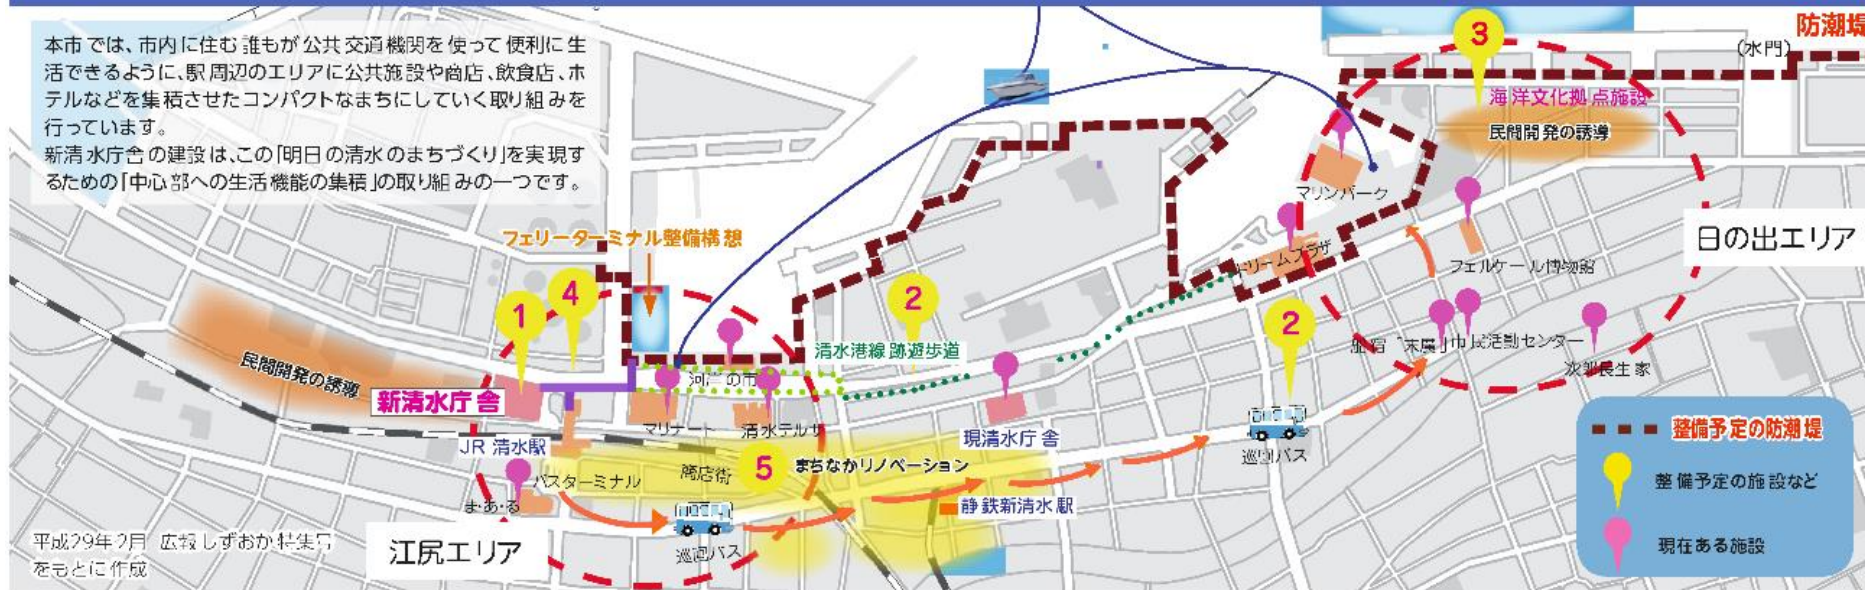 本市では、市内に住む誰もが公共交通機関を使って便利に生
活できるように、駅周辺のエリアに公共施設や商店、飲食店、ホ
テルなどを集積させたコンパクトなまちにしていく取り組みを
行っています。
新清水庁舎の建設は、この「明日の清水のまちづくり」を実現す
るための「中心部への生活機能の集積」の取り組みの一つです。
防潮堤
(水門)
3
海洋文化拠点施設
民間開発の誘導
マリンパーク
日の出エリア
フェリーターミナル整備構想
ドリームプラザ
フェルケール博物館
1
4
2
2
清水港線跡遊歩道
船宿「末廣」
市民活動センター
次郎長生家
民間開発の誘導
新清水庁舎
河岸の市
マリナート
清水テルサ
現清水庁舎
巡回バス
JR 清水駅
バスターミナル
商店街
5
まちなかリノベーション
ま・あ・る
静鉄新清水駅
巡回バス
江尻エリア
平成29年2月 広報しずおか特集号
をもとに作成
整備予定の防潮堤
整備予定の施設など
現在ある施設